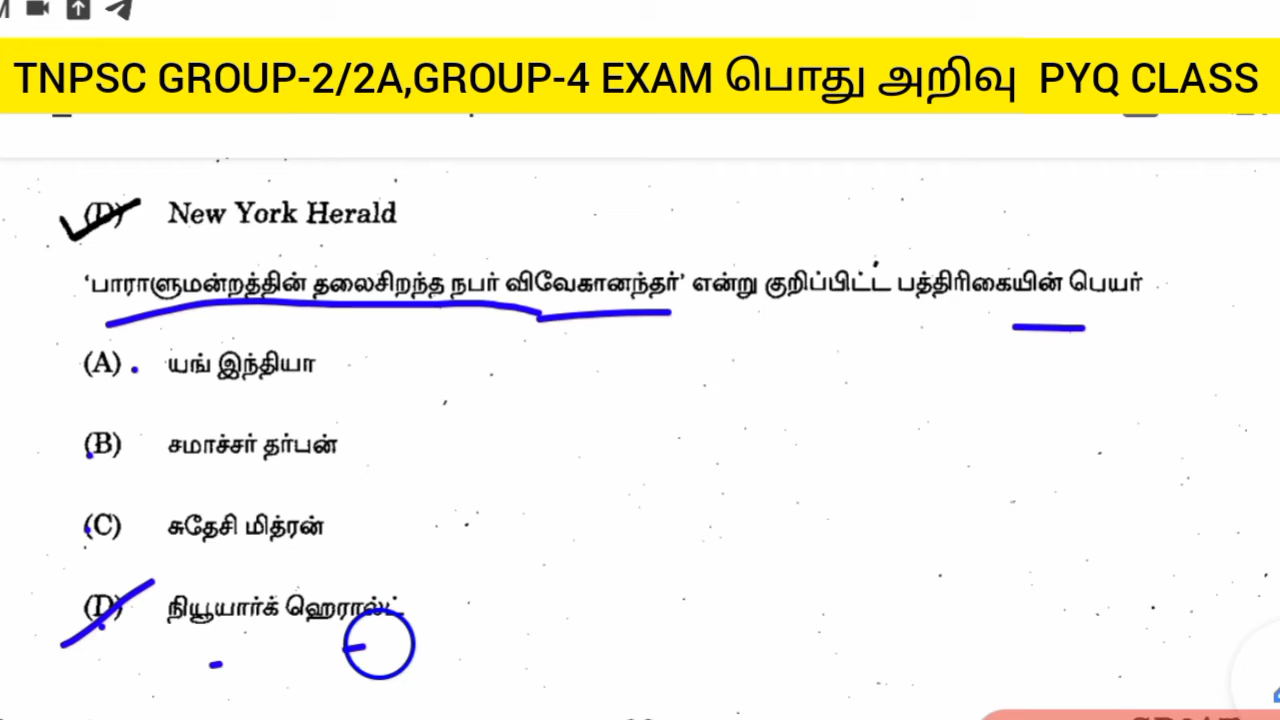 TNPSC GROUP-2/2A,GROUP-4 EXAM பொது அறிவு PYQ CLASS
(D) New York Herald
‘பாராளுமன்றத்தின் தலைசிறந்த நபர் விவேகானந்தர்’ என்று குறிப்பிட்ட பத்திரிகையின் பெயர்
(A) யங் இந்தியா
(B) சமாச்சர் தர்பன்
(C) சுதேசி மித்ரன்
(D) நியூயார்க் ஹெரால்ட்